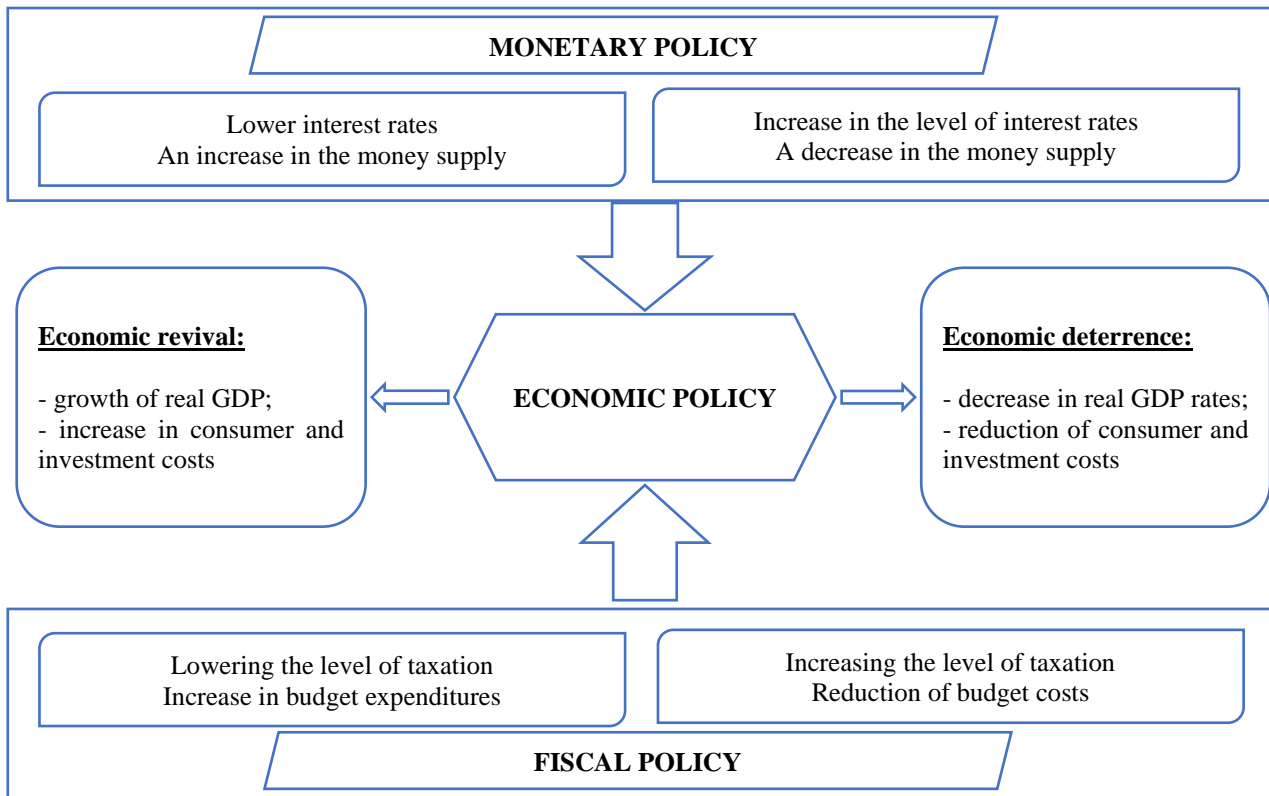 MONETARY POLICY
Lower interest rates
An increase in the money supply
Increase in the level of interest rates
A decrease in the money supply
Economic revival:
- growth of real GDP;
- increase in consumer and
investment costs
ECONOMIC POLICY
Economic deterrence:
- decrease in real GDP rates;
- reduction of consumer and
investment costs
Lowering the level of taxation
Increase in budget expenditures
Increasing the level of taxation
Reduction of budget costs
FISCAL POLICY